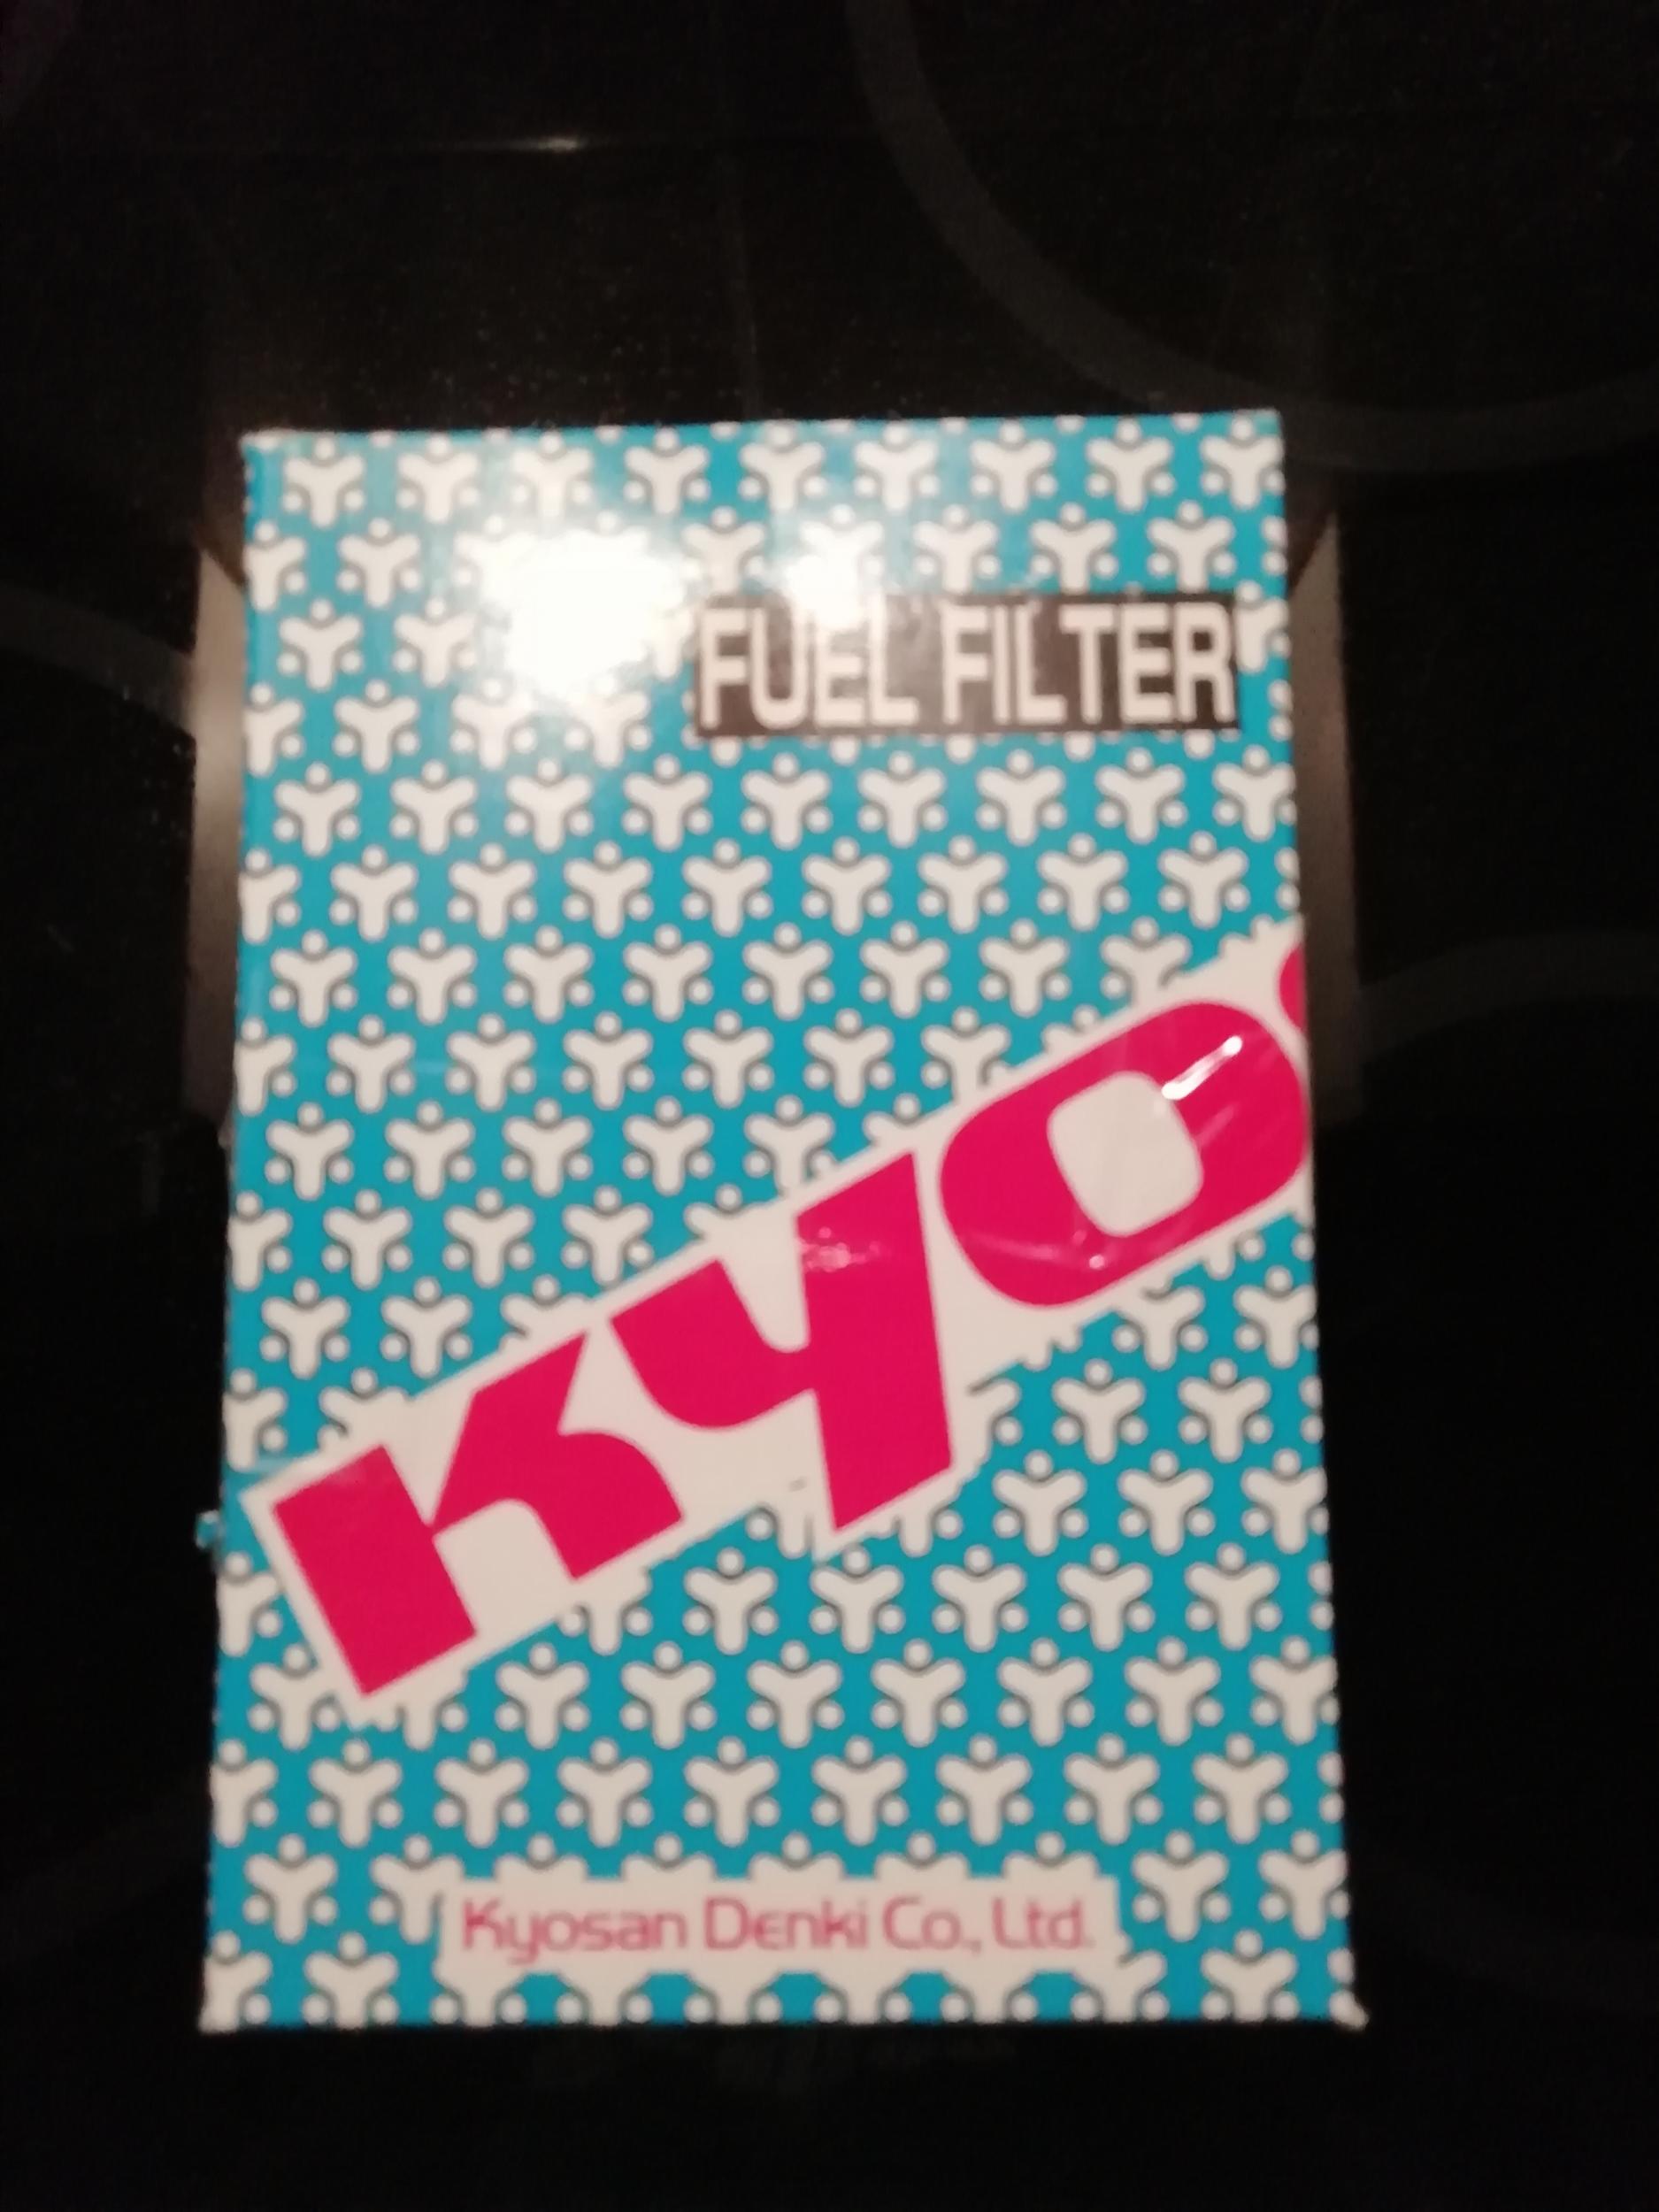 FUEL FILTER
Kyo
Kyosan Denki Co., Ltd.